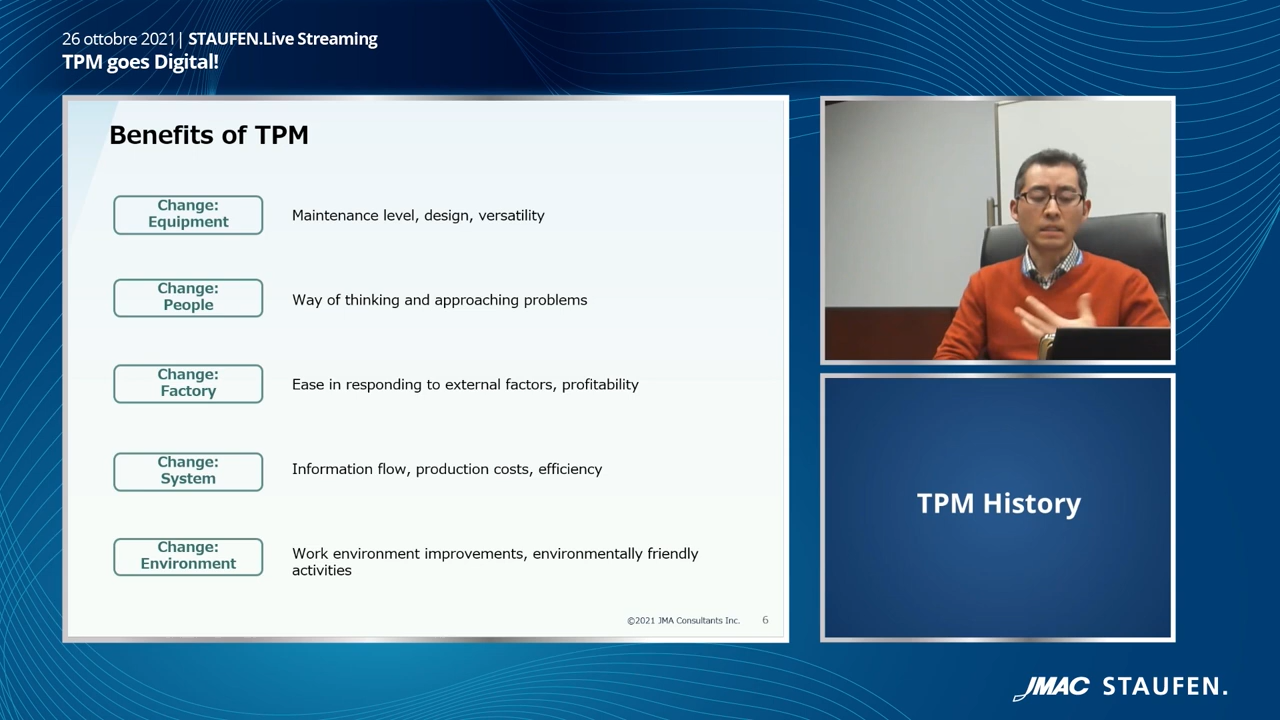 26 ottobre 2021| STAUFEN.Live Streaming
TPM goes Digital!
Benefits of TPM
Change:
Equipment
Maintenance level, design, versatility
Change:
People
Way of thinking and approaching problems
Change:
Factory
Ease in responding to external factors, profitability
Change:
System
Information flow, production costs, efficiency
Change:
Environment
Work environment improvements, environmentally friendly
activities
©2021 JMA Consultants Inc.
6
TPM History
JMAC STAUFEN.